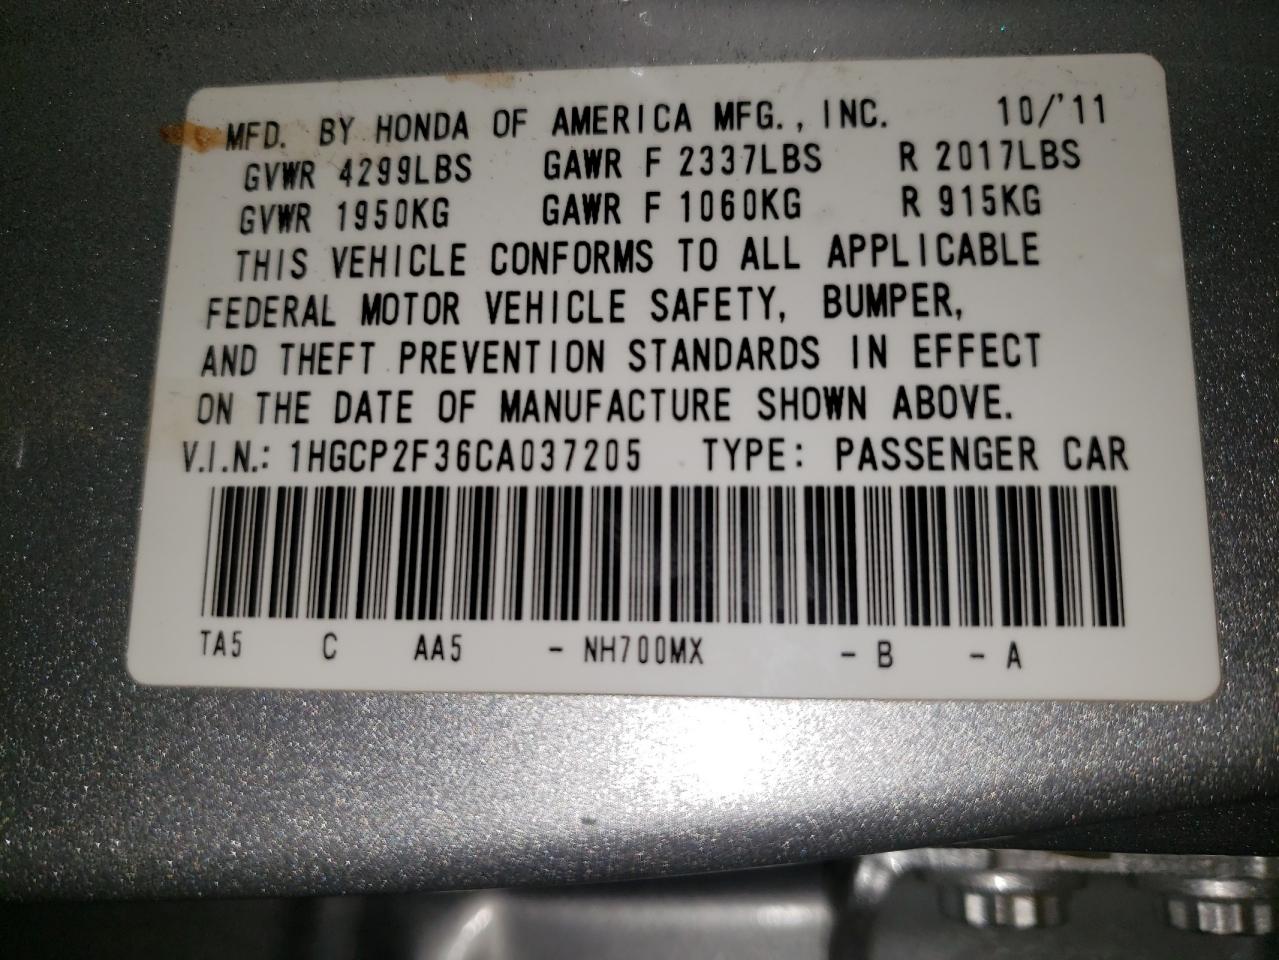 MFD. BY HONDA OF AMERICA MFG., INC. 10/'11
GVWR 4299LBS GAWR F 2337LBS R 2017LBS
GVWR 1950KG GAWR F 1060KG R 915KG
THIS VEHICLE CONFORMS TO ALL APPLICABLE
FEDERAL MOTOR VEHICLE SAFETY, BUMPER,
AND THEFT PREVENTION STANDARDS IN EFFECT
ON THE DATE OF MANUFACTURE SHOWN ABOVE.
V.I.N.: 1HGCP2F36CA037205 TYPE: PASSENGER CAR
TA5 C AA5 - NH700MX - B - A